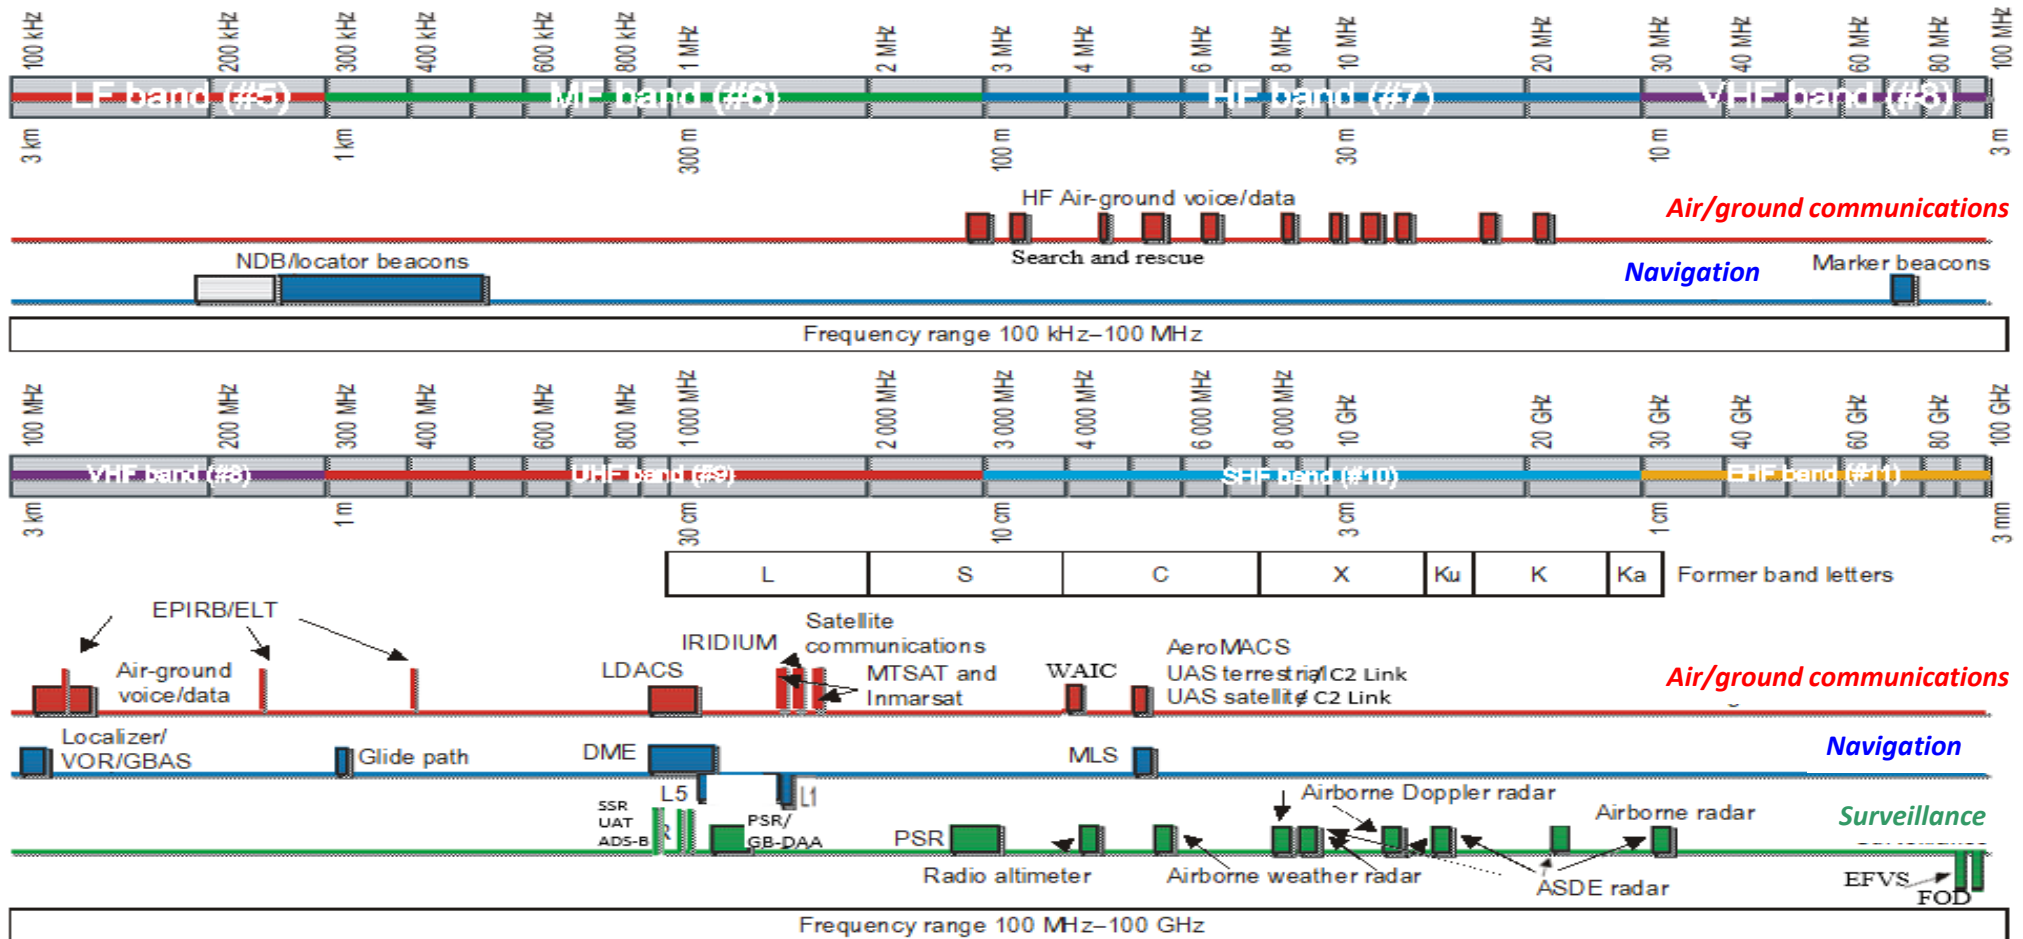 100 kHz 200 kHz 300 kHz 400 kHz 600 kHz 800 kHz 1 MHz 2 MHz 3 MHz 4 MHz 6 MHz 8 MHz 10 MHz 20 MHz 30 MHz 40 MHz 60 MHz 80 MHz 100 MHz
LF band (#5) MF band (#6) HF band (#7) VHF band (#8)
3 km 1 km 300 m 100 m 30 m 10 m 3 m
HF Air-ground voice/data
Air/ground communications
Search and rescue
NDB/locator beacons
Navigation
Marker beacons
Frequency range 100 kHz–100 MHz
100 MHz 200 MHz 300 MHz 400 MHz 600 MHz 800 MHz 1 000 MHz 2 000 MHz 3 000 MHz 4 000 MHz 6 000 MHz 8 000 MHz 10 GHz 20 GHz 30 GHz 40 GHz 60 GHz 80 GHz 100 GHz
VHF band (#8) UHF band (#9) SHF band (#10) EHF band (#11)
3 km 1 m 30 cm 10 cm 3 cm 1 cm 3 mm
L S C X Ku K Ka Former band letters
EPIRB/ELT
Air-ground
voice/data
LDACS
IRIDIUM
Satellite
communications
MTSAT and
Inmarsat
WAIC
AeroMACS
UAS terrestrial C2 Link
UAS satellite C2 Link
Air/ground communications
Localizer/
VOR/GBAS
Glide path
DME
MLS
Navigation
L5
L1
SSR
UAT
ADS-B
PSR/
GB-DAA
PSR
Airborne Doppler radar
Airborne radar
Surveillance
Radio altimeter
Airborne weather radar
ASDE radar
EFVS
FOD
Frequency range 100 MHz–100 GHz